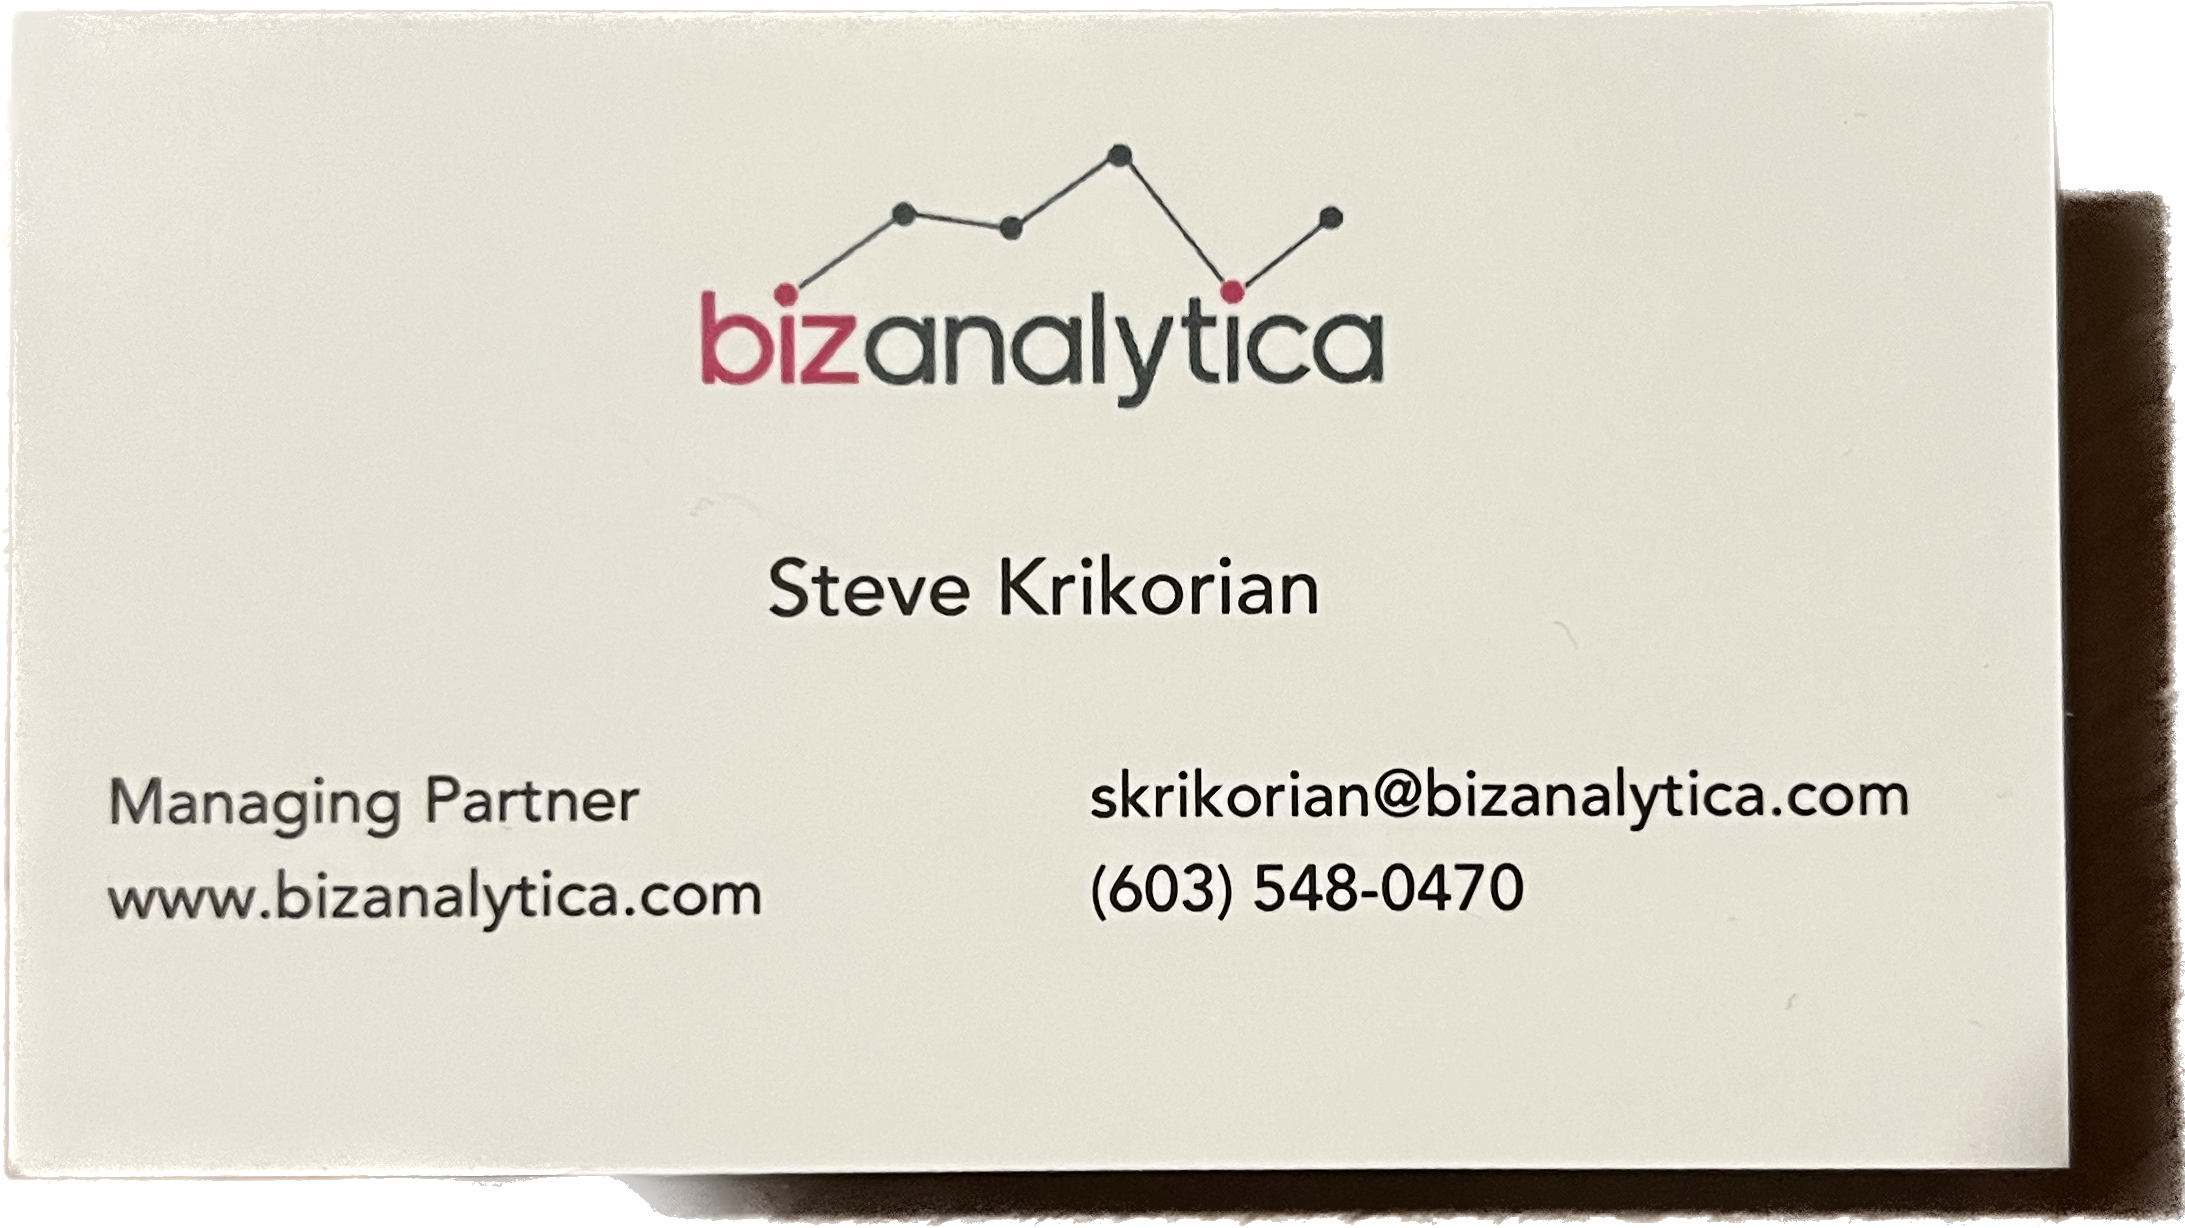 bizanalytica
Steve Krikorian
Managing Partner
www.bizanalytica.com
skrikorian@bizanalytica.com
(603) 548-0470